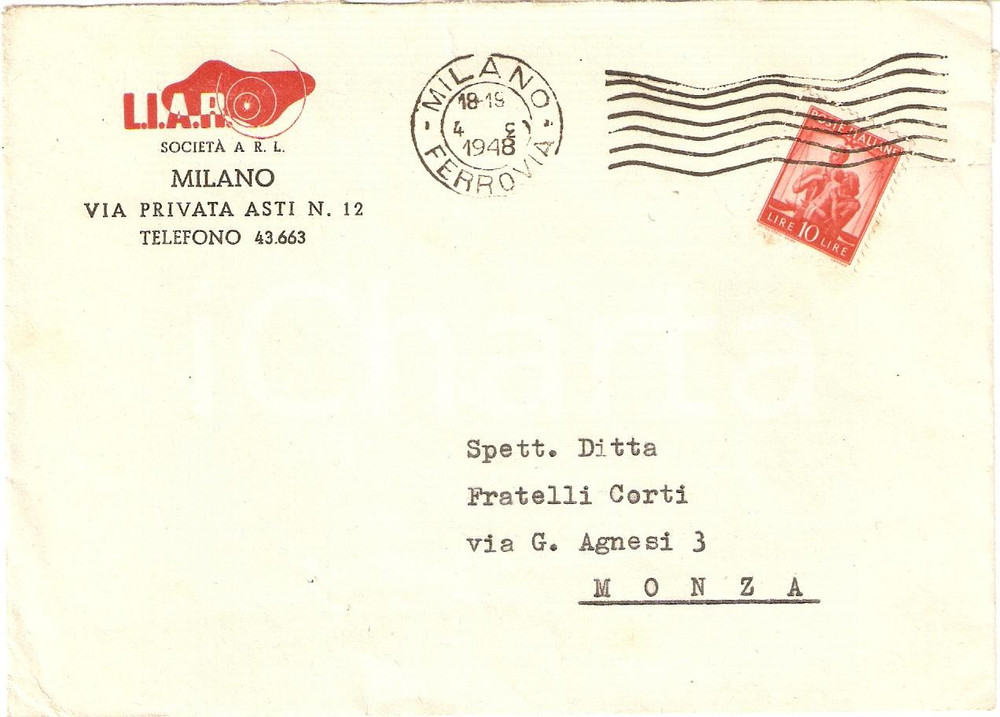 L.I.A.R.
SOCIETÀ A R. L.
MILANO
VIA PRIVATA ASTI N. 12
TELEFONO 43.663
- MILANO -
18-19
4
1948
FERROVIA
POSTE ITALIANE
LIRE 10 LIRE
iCharta
Spett. Ditta
Fratelli Corti
via G. Agnesi 3
M O N Z A